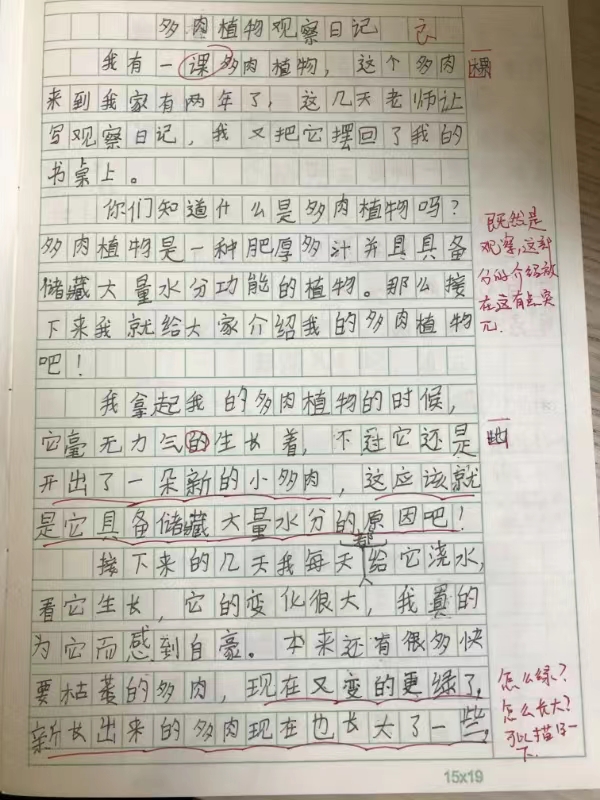 多肉植物观察日记
我有一课多肉植物，这个多肉
棵
来到我家有两年了，这几天老师让
写观察日记，我又把它摆回了我的
书桌上。
你们知道什么是多肉植物吗？
多肉植物是一种肥厚多汁并且具备
储藏大量水分功能的植物。那么接
下来我就给大家介绍我的多肉植物
吧！
既然是
观察，这部
分的介绍放
在这有点突
兀.
我拿起我的多肉植物的时候，
它毫无力气的生长着，不过它还是
地
开出了一朵新的小多肉，这应该就
是它具备储藏大量水分的原因吧！
都
接下来的几天我每天给它浇水，
看它生长，它的变化很大，我真的
为它而感到自豪。本来还有很多快
要枯萎的多肉，现在又变的更绿了，
新长出来的多肉现在也长大了一些，
怎么绿？
怎么长大？
可以描写一
下.
15x19